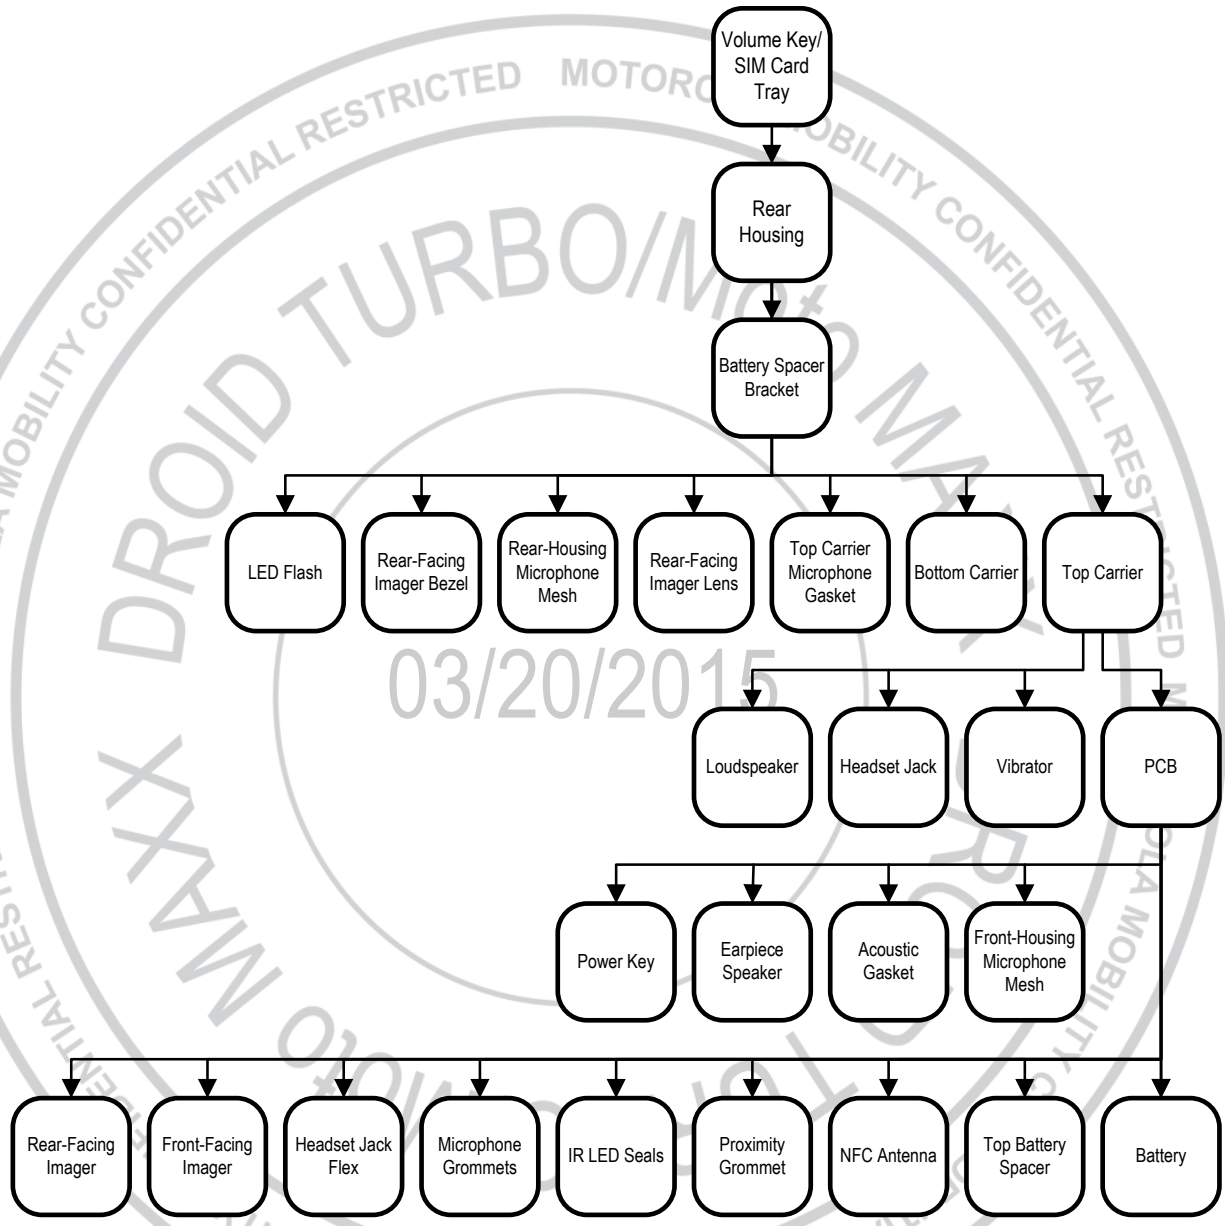 Volume Key/
SIM Card
Tray
Rear
Housing
Battery Spacer
Bracket
LED Flash
Rear-Facing
Imager Bezel
Rear-Housing
Microphone
Mesh
Rear-Facing
Imager Lens
Top Carrier
Microphone
Gasket
Bottom Carrier
Top Carrier
Loudspeaker
Headset Jack
Vibrator
PCB
Power Key
Earpiece
Speaker
Acoustic
Gasket
Front-Housing
Microphone
Mesh
Rear-Facing
Imager
Front-Facing
Imager
Headset Jack
Flex
Microphone
Grommets
IR LED Seals
Proximity
Grommet
NFC Antenna
Top Battery
Spacer
Battery
MOBILITY CONFIDENTIAL RESTRICTED
CONFIDENTIAL RESTRICTED
DROID TURBO/Moto MAXX
03/20/2015
Moto MAXX